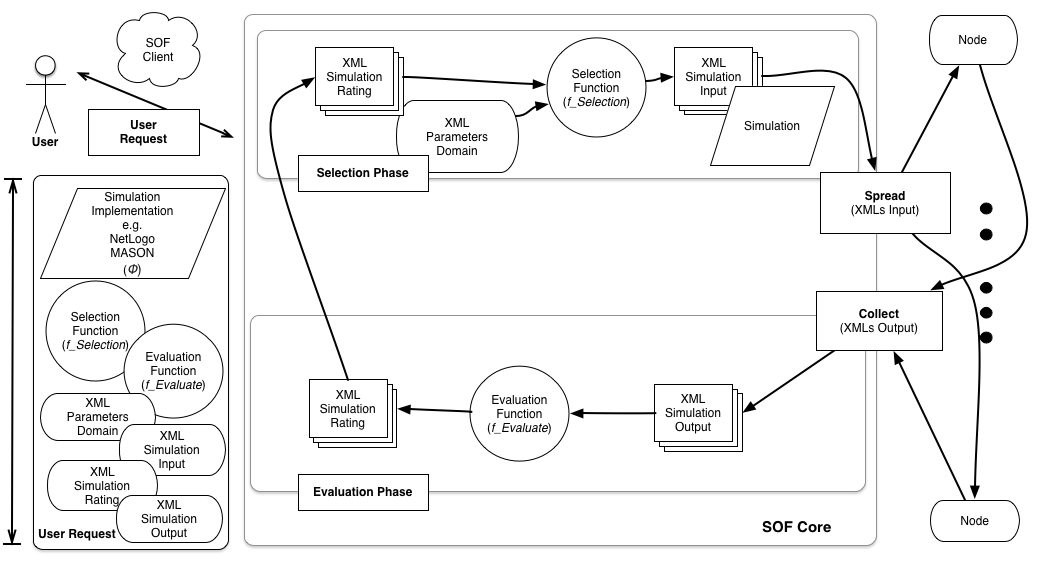 SOF
Client
User
User
Request
Simulation
Implementation
e.g.
NetLogo
MASON
(Φ)
Selection
Function
(f_Selection)
Evaluation
Function
(f_Evaluate)
XML
Parameters
Domain
XML
Simulation
Input
XML
Simulation
Rating
XML
Simulation
Output
User Request
XML
Simulation
Rating
XML
Parameters
Domain
Selection
Function
(f_Selection)
XML
Simulation
Input
Simulation
Selection Phase
Spread
(XMLs Input)
Node
Collect
(XMLs Output)
XML
Simulation
Rating
Evaluation
Function
(f_Evaluate)
XML
Simulation
Output
Evaluation Phase
SOF Core
Node